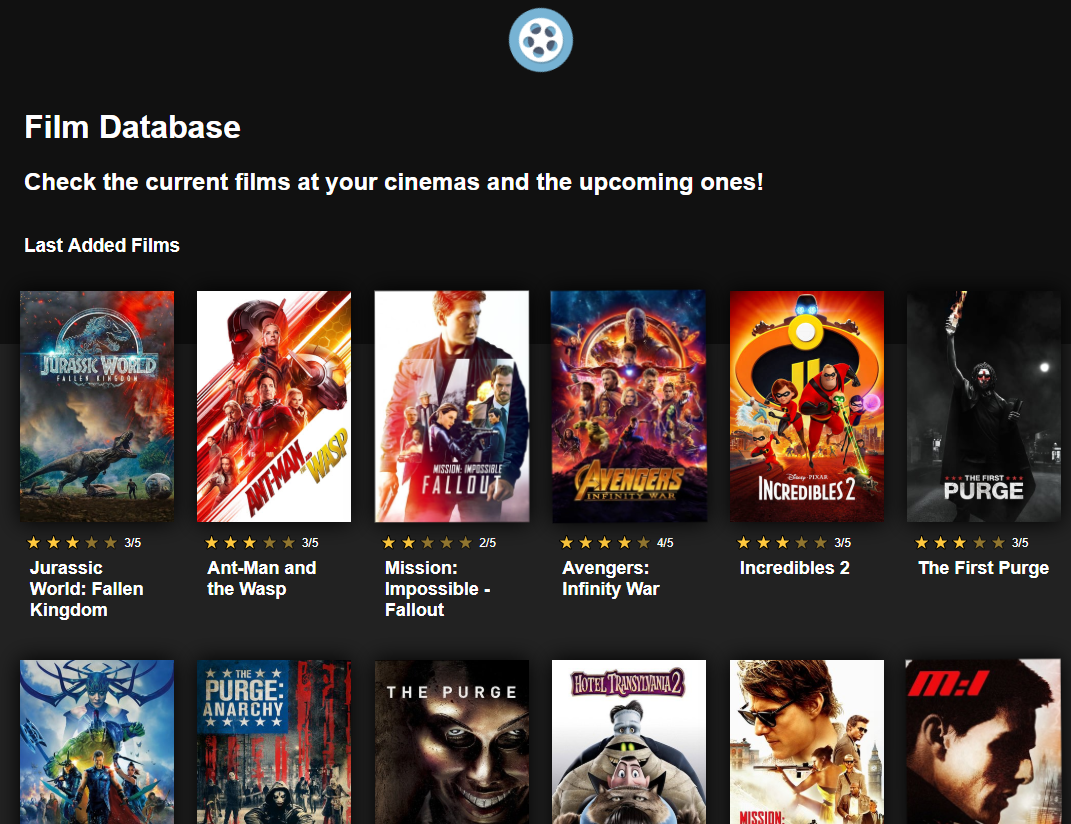 Film Database
Check the current films at your cinemas and the upcoming ones!
Last Added Films
JURASSIC WORLD
FALLEN KINGDOM
ANT-MAN
AND THE
WASP
MISSION: IMPOSSIBLE
FALLOUT
AVENGERS
INFINITY WAR
DISNEY·PIXAR
INCREDIBLES 2
THE FIRST
PURGE
3/5
3/5
2/5
4/5
3/5
3/5
Jurassic
World: Fallen
Kingdom
Ant-Man and
the Wasp
Mission:
Impossible -
Fallout
Avengers:
Infinity War
Incredibles 2
The First Purge
THE
PURGE:
ANARCHY
THE PURGE
HOTEL TRANSYLVANIA 2
MISSION:
M:I